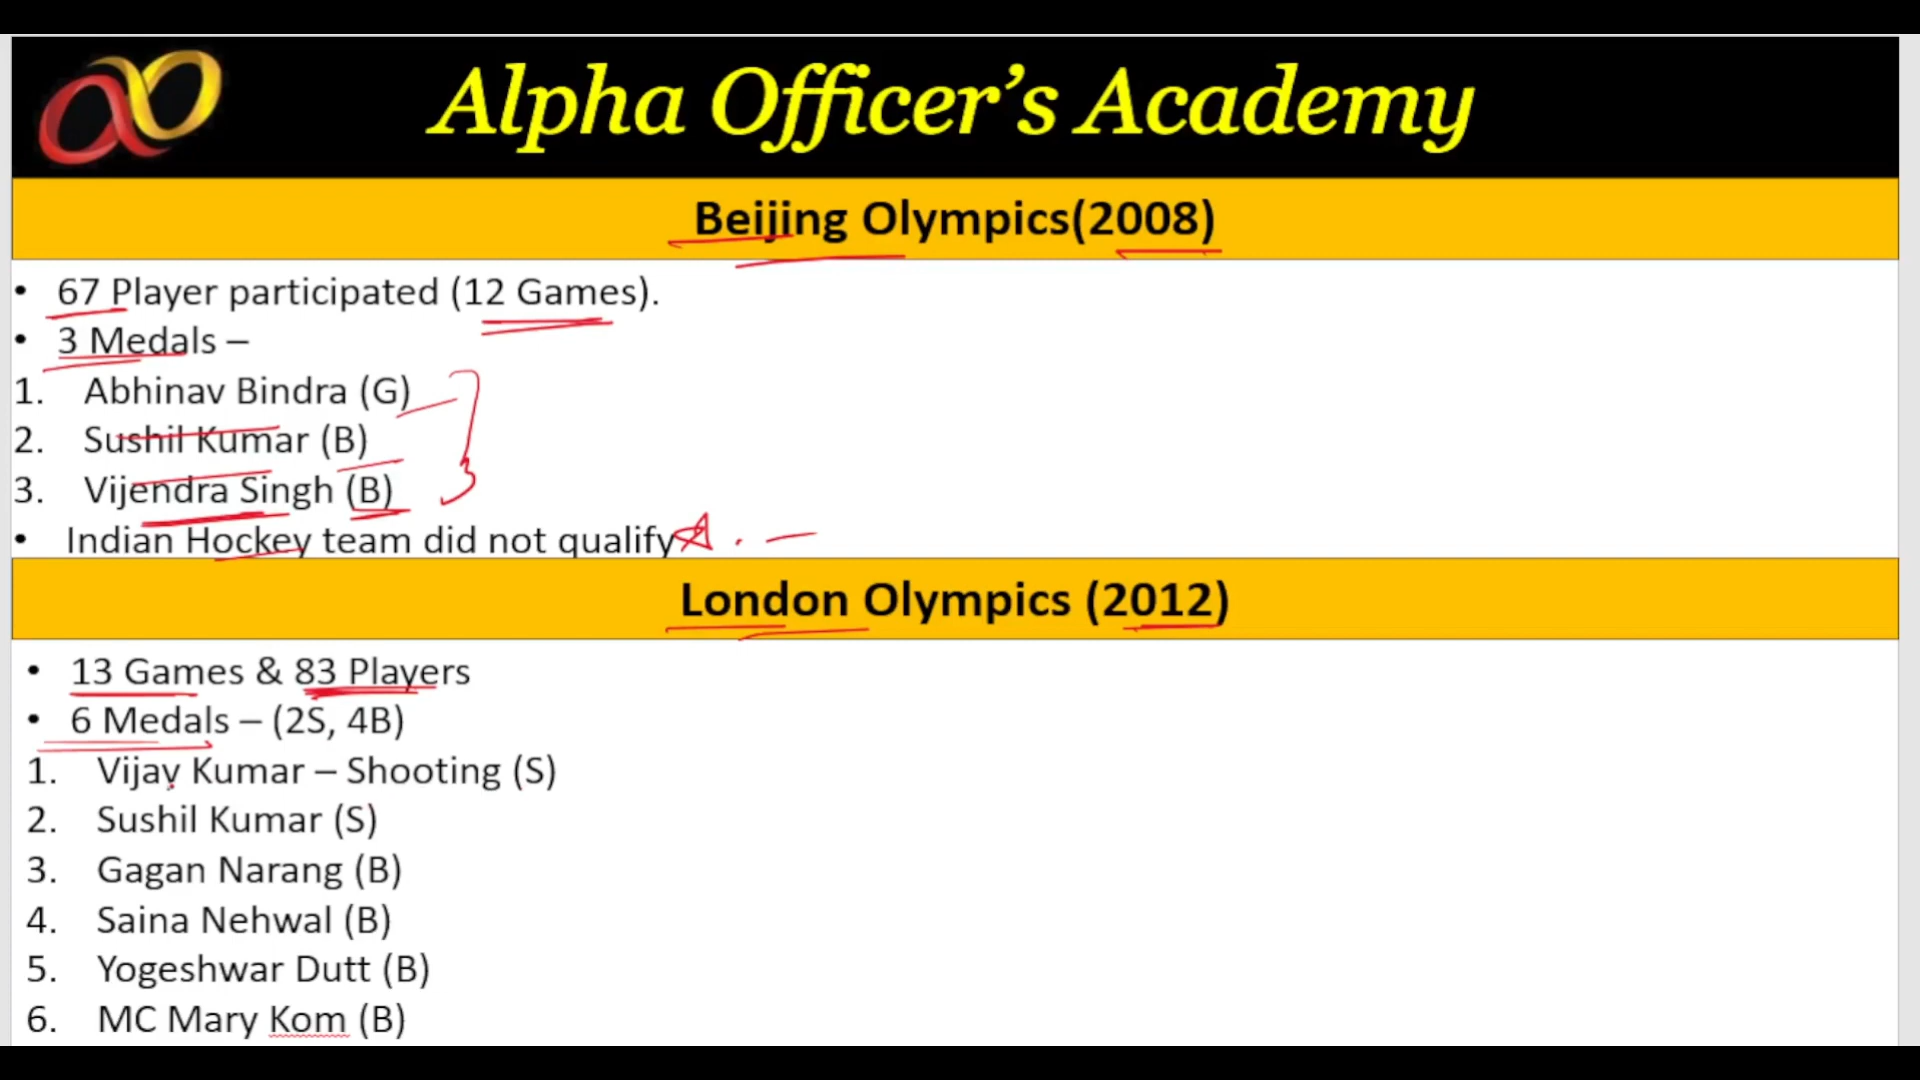 Alpha Officer’s Academy
Beijing Olympics(2008)
• 67 Player participated (12 Games).
• 3 Medals –
1. Abhinav Bindra (G)
2. Sushil Kumar (B)
3. Vijendra Singh (B)
• Indian Hockey team did not qualify
London Olympics (2012)
• 13 Games & 83 Players
• 6 Medals – (2S, 4B)
1. Vijay Kumar – Shooting (S)
2. Sushil Kumar (S)
3. Gagan Narang (B)
4. Saina Nehwal (B)
5. Yogeshwar Dutt (B)
6. MC Mary Kom (B)